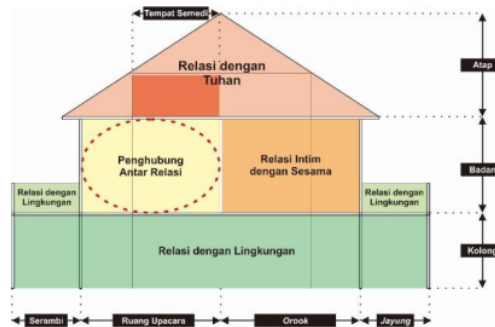 Tempat Semedi
Relasi dengan
Tuhan
Atap
Penghubung
Antar Relasi
Relasi Intim
dengan Sesama
Badan
Relasi dengan
Lingkungan
Relasi dengan
Lingkungan
Relasi dengan Lingkungan
Kolong
Serambi
Ruang Upacara
Orook
Jayung